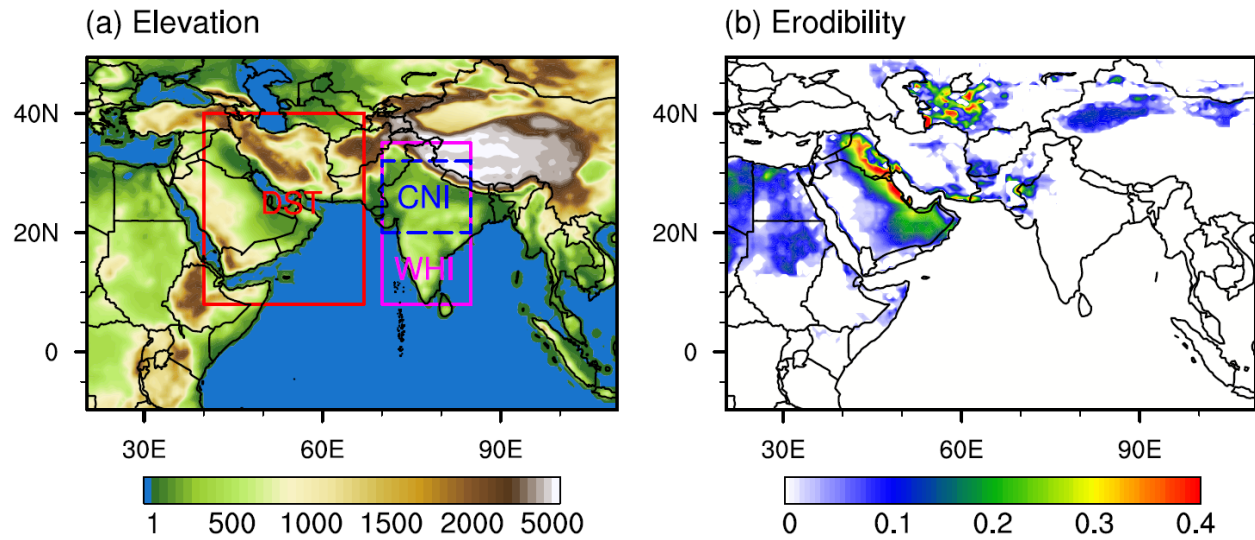 (a) Elevation
40N
20N
0
30E 60E 90E
DST
CNI
WHI
1 500 1000 1500 2000 5000
(b) Erodibility
40N
20N
0
30E 60E 90E
0 0.1 0.2 0.3 0.4